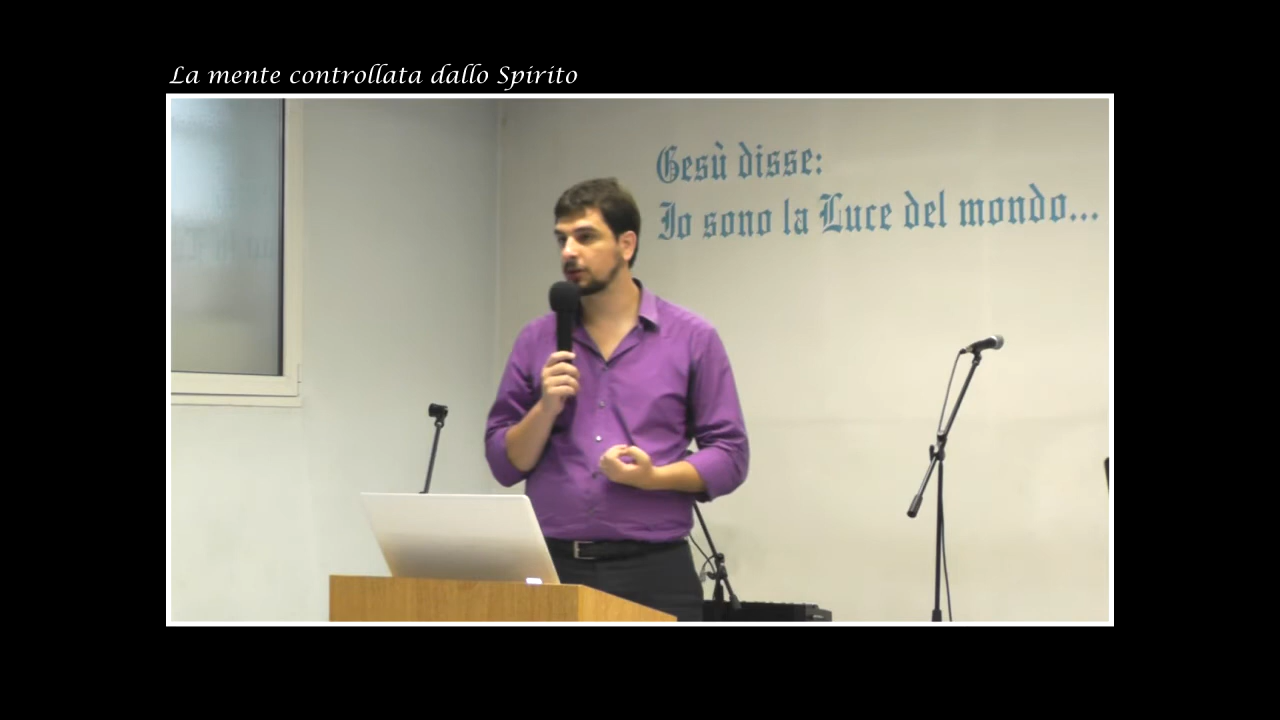 La mente controllata dallo Spirito
Gesù disse:
Io sono la Luce del mondo...